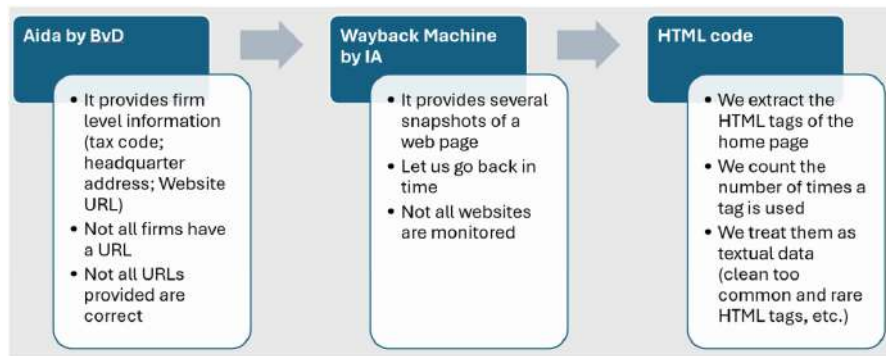 Aida by BvD
• It provides firm
level information
(tax code;
headquarter
address; Website
URL)
• Not all firms have
a URL
• Not all URLs
provided are
correct
Wayback Machine
by IA
• It provides several
snapshots of a
web page
• Let us go back in
time
• Not all websites
are monitored
HTML code
• We extract the
HTML tags of the
home page
• We count the
number of times a
tag is used
• We treat them as
textual data
(clean too
common and rare
HTML tags, etc.)